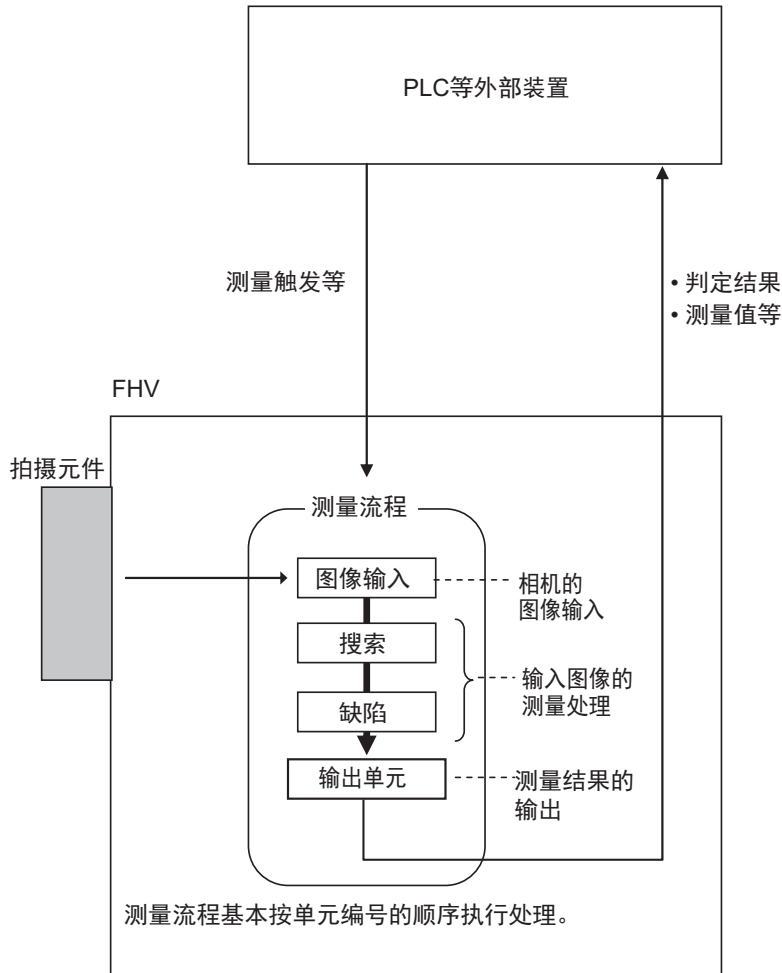 PLC等外部装置
测量触发等
• 判定结果
• 测量值等
FHV
拍摄元件
测量流程
图像输入
相机的
图像输入
搜索
输入图像的
测量处理
缺陷
输出单元
测量结果的
输出
测量流程基本按单元编号的顺序执行处理。